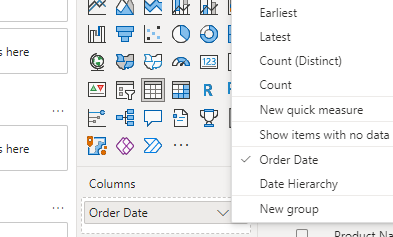 Earliest
Latest
Count (Distinct)
Count
New quick measure
Show items with no data
Order Date
Date Hierarchy
New group
s here
123
R
...
s here
...
...
Columns
Order Date
Product Na